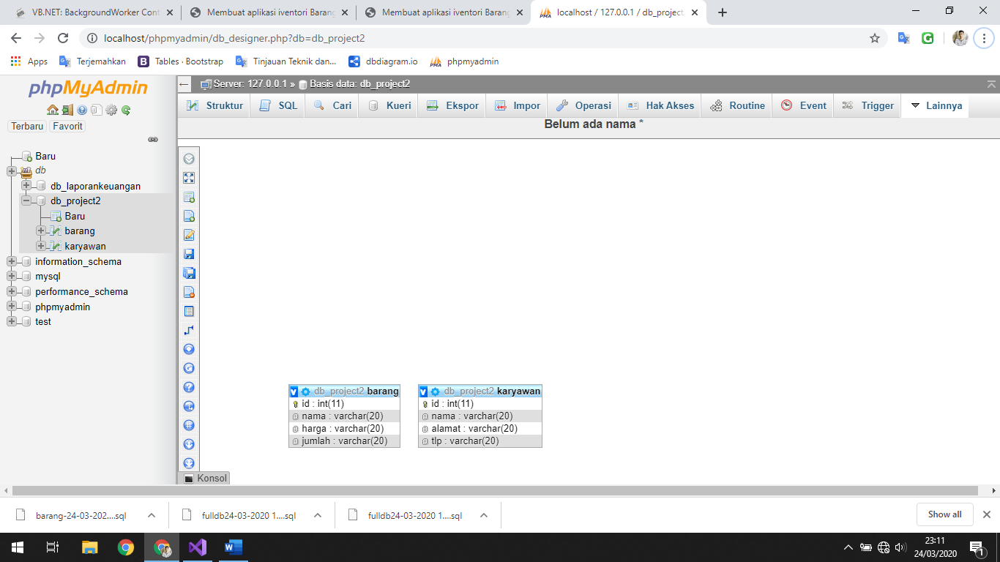 VB.NET: BackgroundWorker Cont
Membuat aplikasi iventori Barang
Membuat aplikasi iventori Barang
localhost / 127.0.0.1 / db_project
localhost/phpmyadmin/db_designer.php?db=db_project2
Apps
Terjemahkan
Tables · Bootstrap
Tinjauan Teknik dan...
dbdiagram.io
phpmyadmin
phpMyAdmin
Terbaru
Favorit
Baru
db
db_laporankeuangan
db_project2
Baru
barang
karyawan
information_schema
mysql
performance_schema
phpmyadmin
test
Server: 127.0.0.1 » Basis data: db_project2
Struktur
SQL
Cari
Kueri
Ekspor
Impor
Operasi
Hak Akses
Routine
Event
Trigger
Lainnya
Belum ada nama *
db_project2 barang
id : int(11)
nama : varchar(20)
harga : varchar(20)
jumlah : varchar(20)
db_project2 karyawan
id : int(11)
nama : varchar(20)
alamat : varchar(20)
tlp : varchar(20)
Konsol
barang-24-03-202....sql
fulldb24-03-2020 1....sql
fulldb24-03-2020 1....sql
Show all
23:11
24/03/2020
1